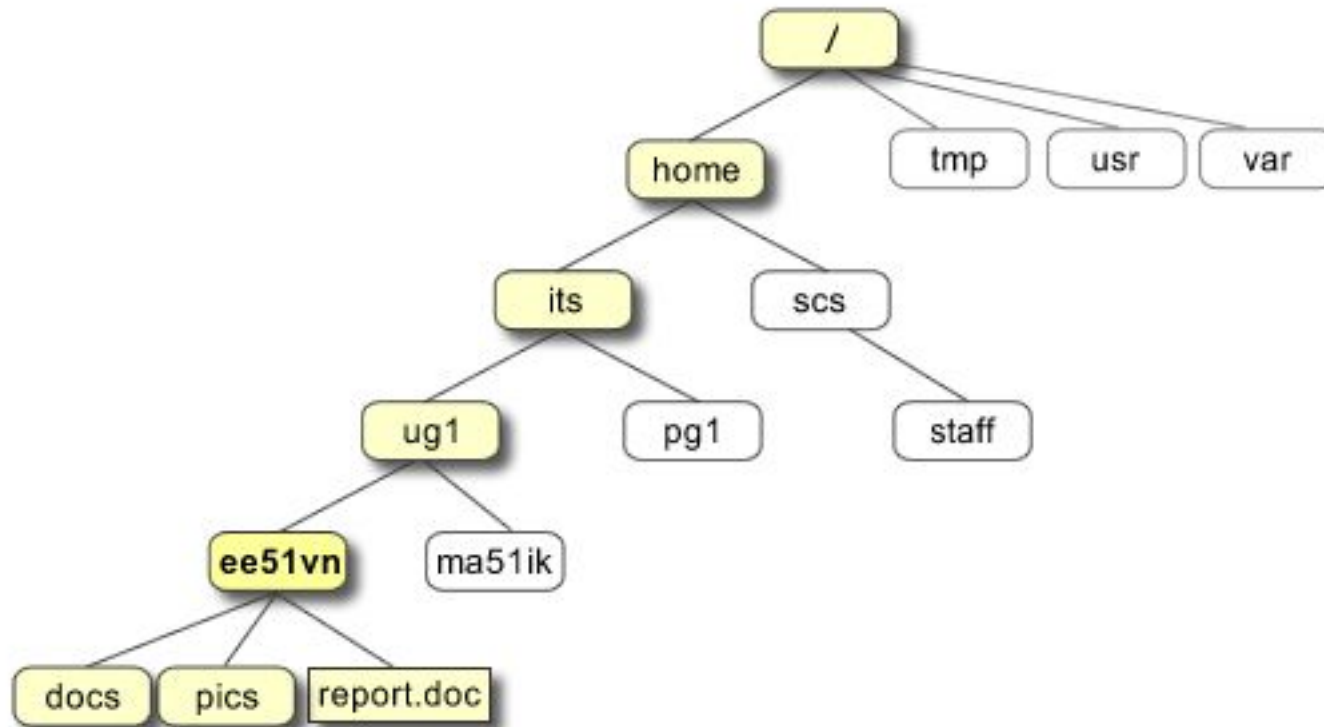 /
home
tmp
usr
var
its
scs
ug1
pg1
staff
ee51vn
ma51ik
docs
pics
report.doc